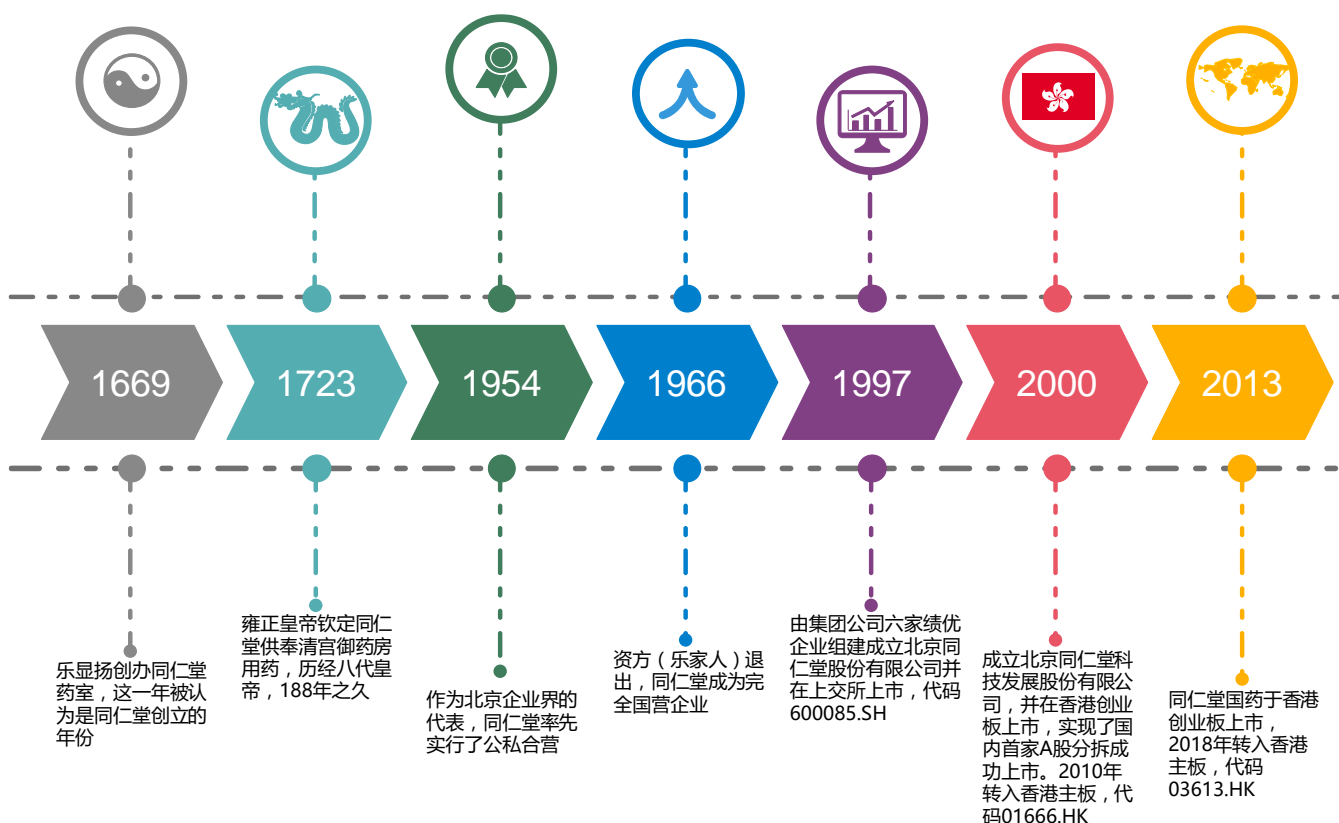 1669
1723
1954
1966
1997
2000
2013
乐显扬创办同仁堂
药室，这一年被认
为是同仁堂创立的
年份
雍正皇帝钦定同仁
堂供奉清宫御药房
用药，历经八代皇
帝，188年之久
作为北京企业界的
代表，同仁堂率先
实行了公私合营
资方（乐家人）退
出，同仁堂成为完
全国营企业
由集团公司六家绩优
企业组建成立北京同
仁堂股份有限公司并
在上交所上市，代码
600085.SH
成立北京同仁堂科
技发展股份有限公
司，并在香港创业
板上市，实现了国
内首家A股分拆成
功上市。2010年
转入香港主板，代
码01666.HK
同仁堂国药于香港
创业板上市，
2018年转入香港
主板，代码
03613.HK